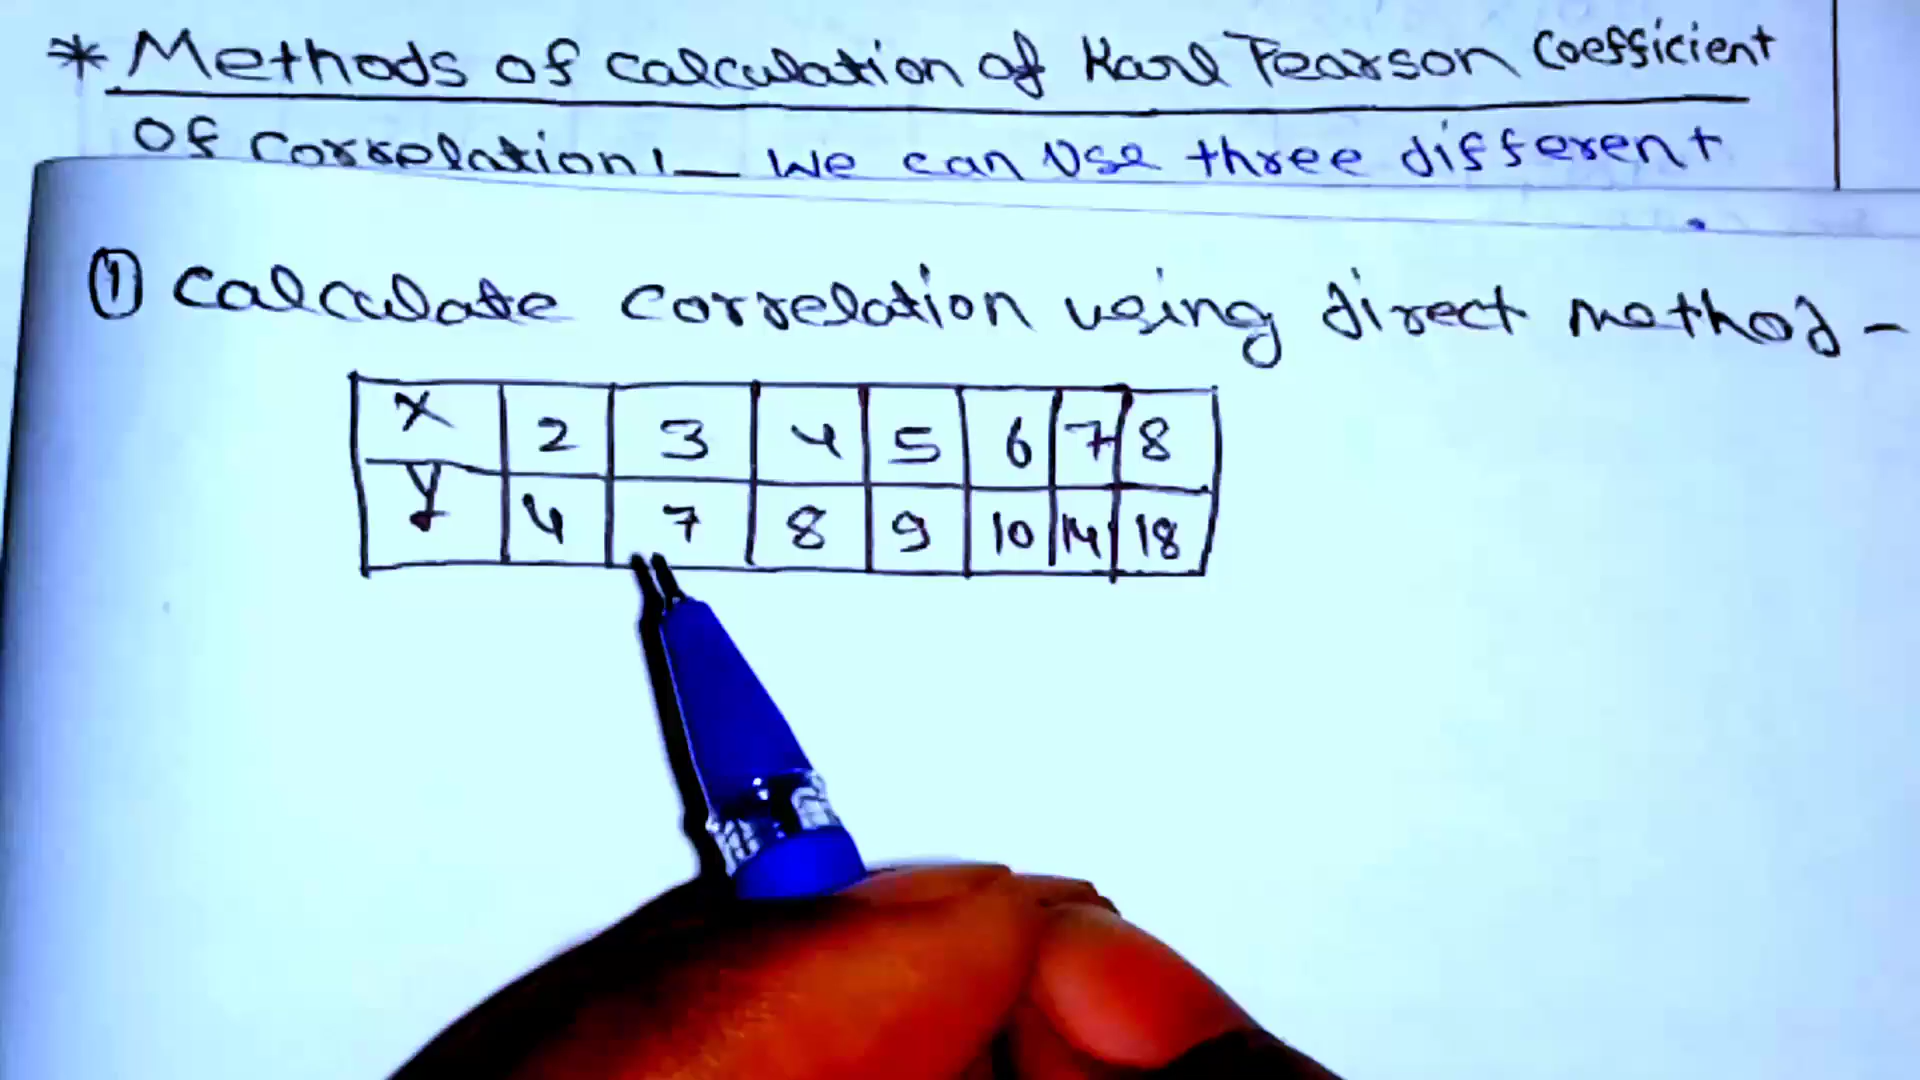 * Methods of calculation of Karl Pearson Coefficient
of correlation:— We can Use three different
① Calculate correlation using direct method-
X 2 3 4 5 6 7 8
Y 4 7 8 9 10 14 18